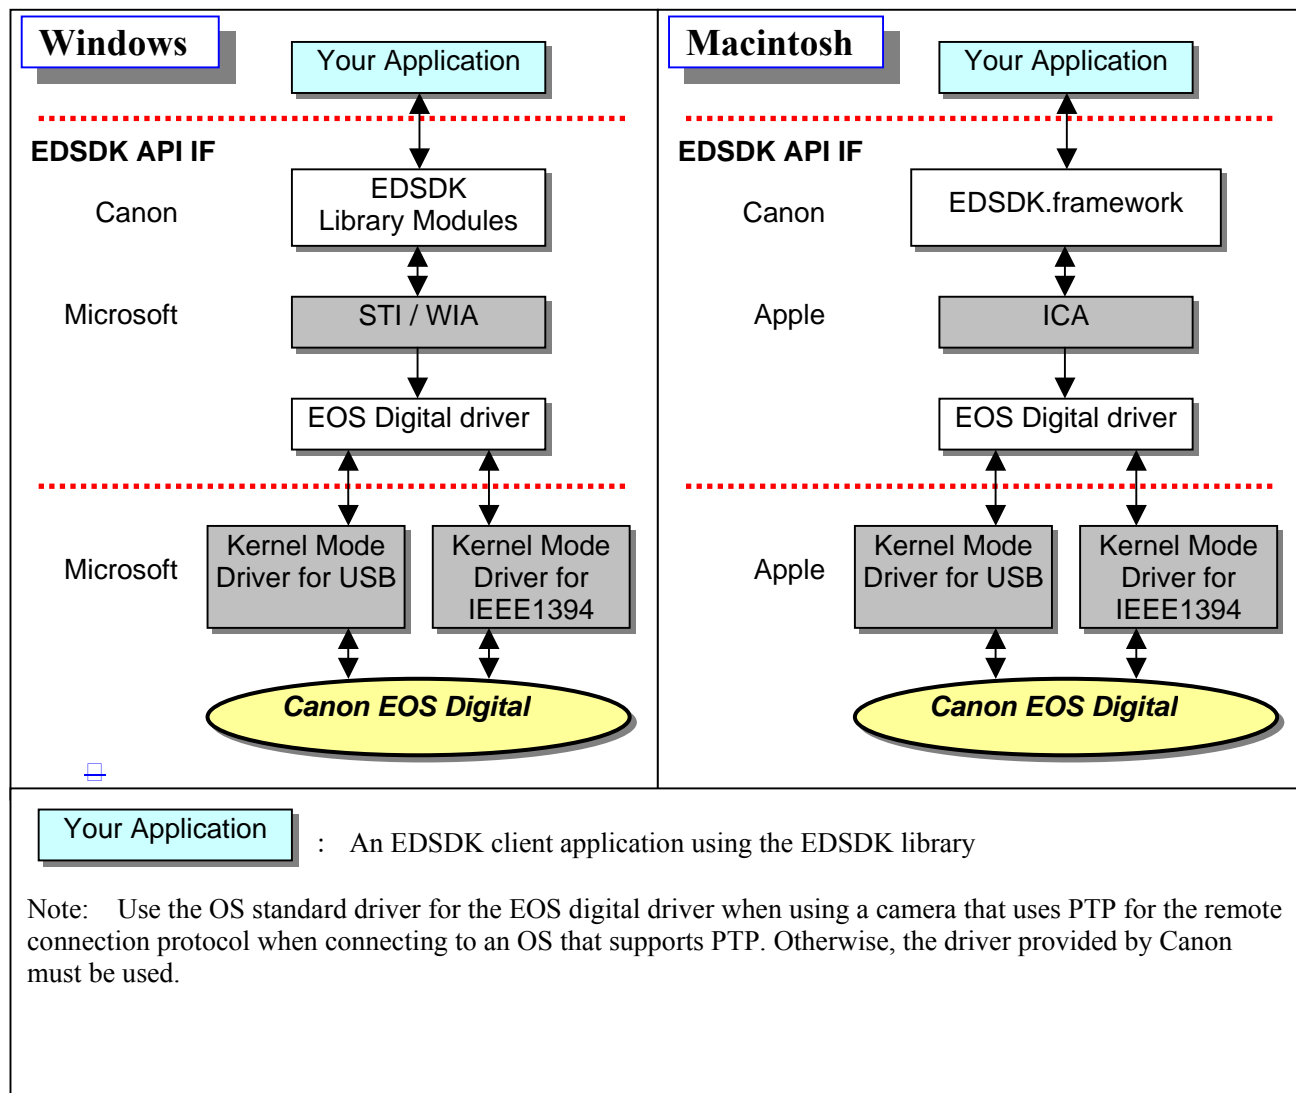 Windows
Your Application
EDSDK API IF
Canon
EDSDK
Library Modules
Microsoft
STI / WIA
EOS Digital driver
Microsoft
Kernel Mode
Driver for USB
Kernel Mode
Driver for
IEEE1394
Canon EOS Digital
Macintosh
Your Application
EDSDK API IF
Canon
EDSDK.framework
Apple
ICA
EOS Digital driver
Apple
Kernel Mode
Driver for USB
Kernel Mode
Driver for
IEEE1394
Canon EOS Digital
Your Application : An EDSDK client application using the EDSDK library
Note: Use the OS standard driver for the EOS digital driver when using a camera that uses PTP for the remote
connection protocol when connecting to an OS that supports PTP. Otherwise, the driver provided by Canon
must be used.